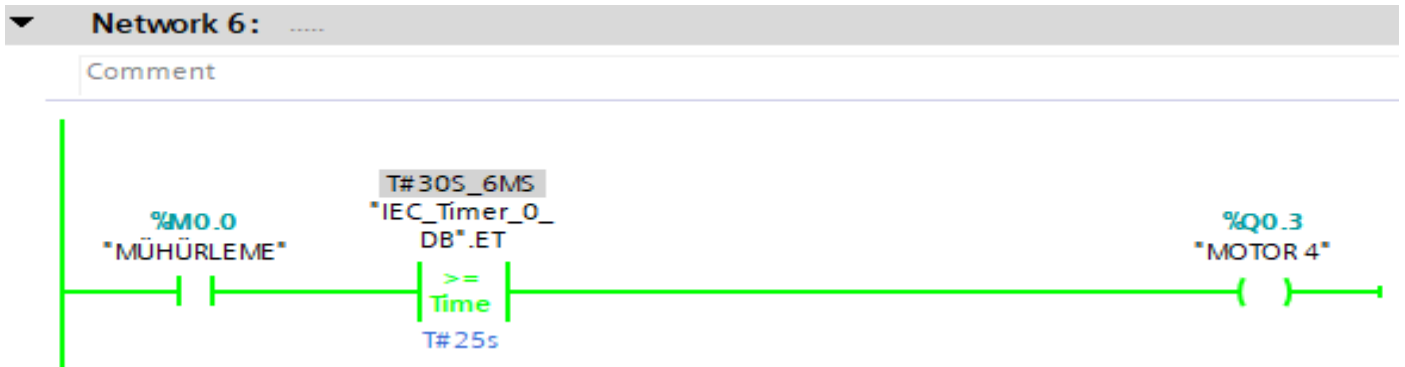 Network 6: .....
Comment
T#30S_6MS
"IEC_Timer_0_
DB".ET
%M0.0
"MÜHÜRLEME"
>=
Time
T#25s
%Q0.3
"MOTOR 4"